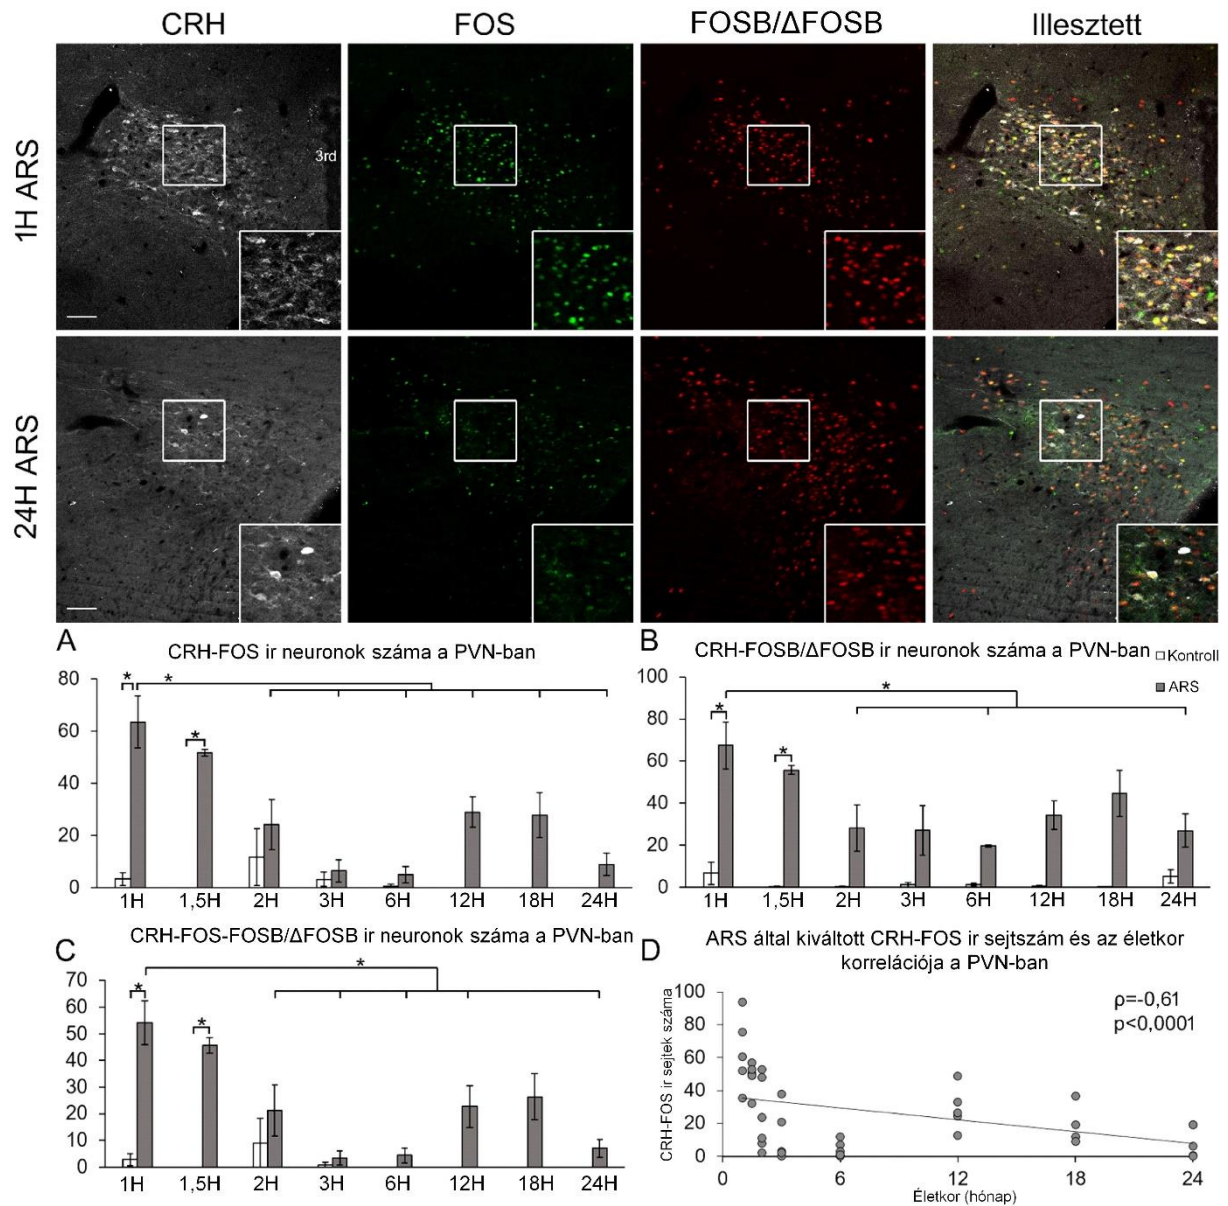 CRH FOS FOSB/ΔFOSB Illesztett
1H ARS
3rd
24H ARS
A
CRH-FOS ir neuronok száma a PVN-ban
80
60
40
20
0
* * *
1H 1,5H 2H 3H 6H 12H 18H 24H
B
CRH-FOSB/ΔFOSB ir neuronok száma a PVN-ban
Kontroll
ARS
100
80
60
40
20
0
* * *
1H 1,5H 2H 3H 6H 12H 18H 24H
C
CRH-FOS-FOSB/ΔFOSB ir neuronok száma a PVN-ban
70
60
50
40
30
20
10
0
* * *
1H 1,5H 2H 3H 6H 12H 18H 24H
D
ARS által kiváltott CRH-FOS ir sejtszám és az életkor
korrelációja a PVN-ban
CRH-FOS ir sejtek száma
100
80
60
40
20
0
ρ=-0,61
p<0,0001
0 6 12 18 24
Életkor (hónap)